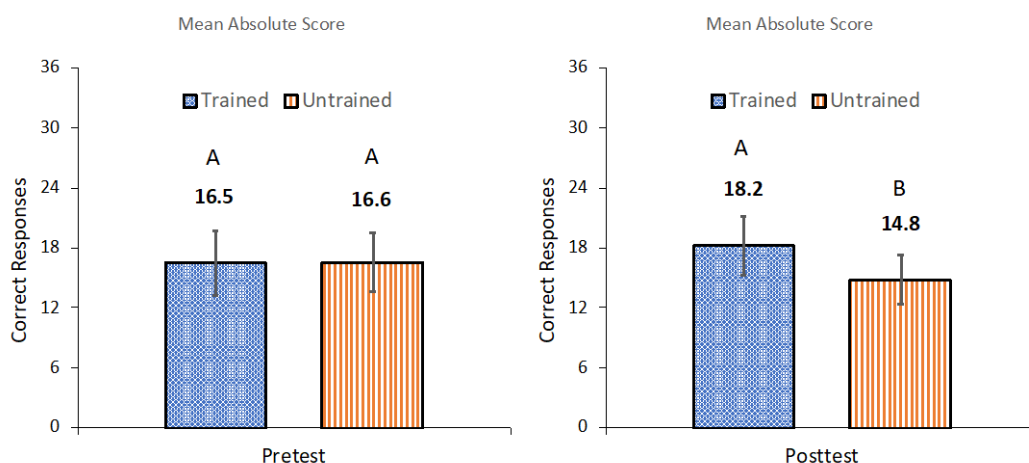 Mean Absolute Score
36
30
24
18
12
6
0
Correct Responses
Trained Untrained
A
16.5
A
16.6
Pretest
Mean Absolute Score
36
30
24
18
12
6
0
Correct Responses
Trained Untrained
A
18.2
B
14.8
Posttest